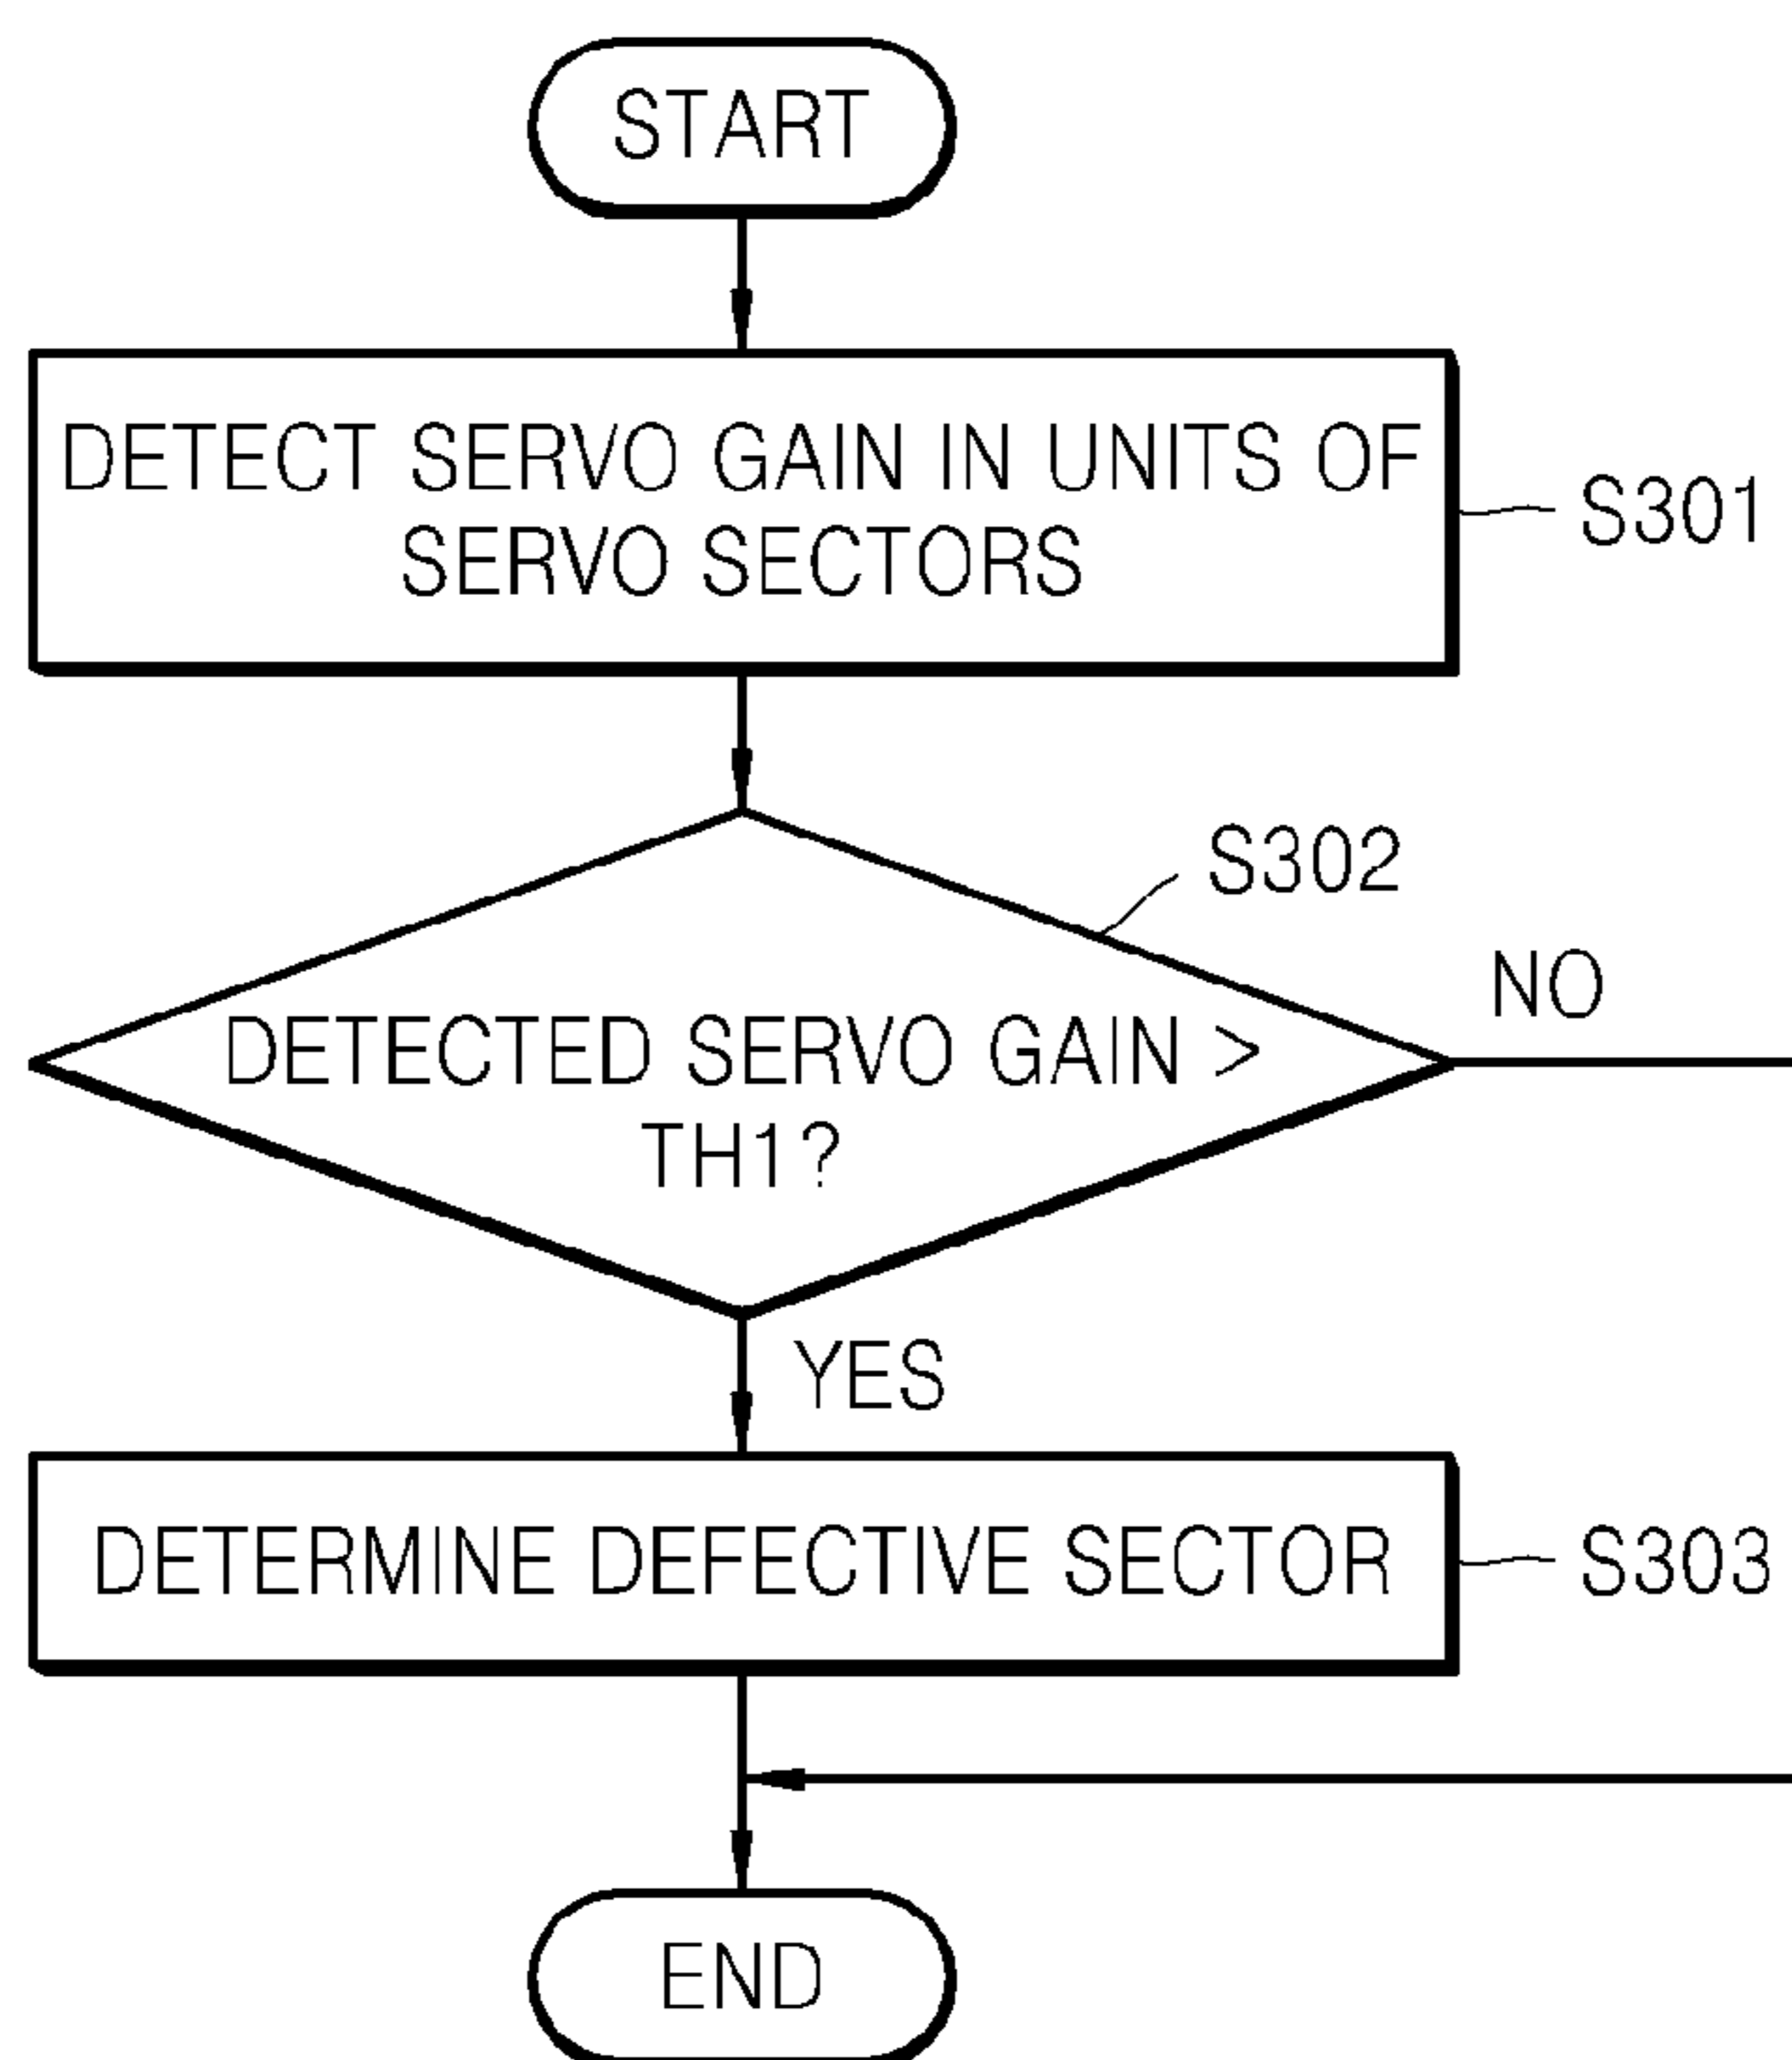 START
DETECT SERVO GAIN IN UNITS OF
SERVO SECTORS
S301
S302
NO
DETECTED SERVO GAIN >
TH1?
YES
DETERMINE DEFECTIVE SECTOR
S303
END